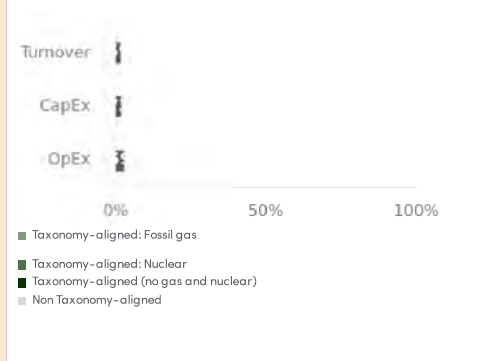 Turnover
CapEx
OpEx
0% 50% 100%
Taxonomy-aligned: Fossil gas
Taxonomy-aligned: Nuclear
Taxonomy-aligned (no gas and nuclear)
Non Taxonomy-aligned